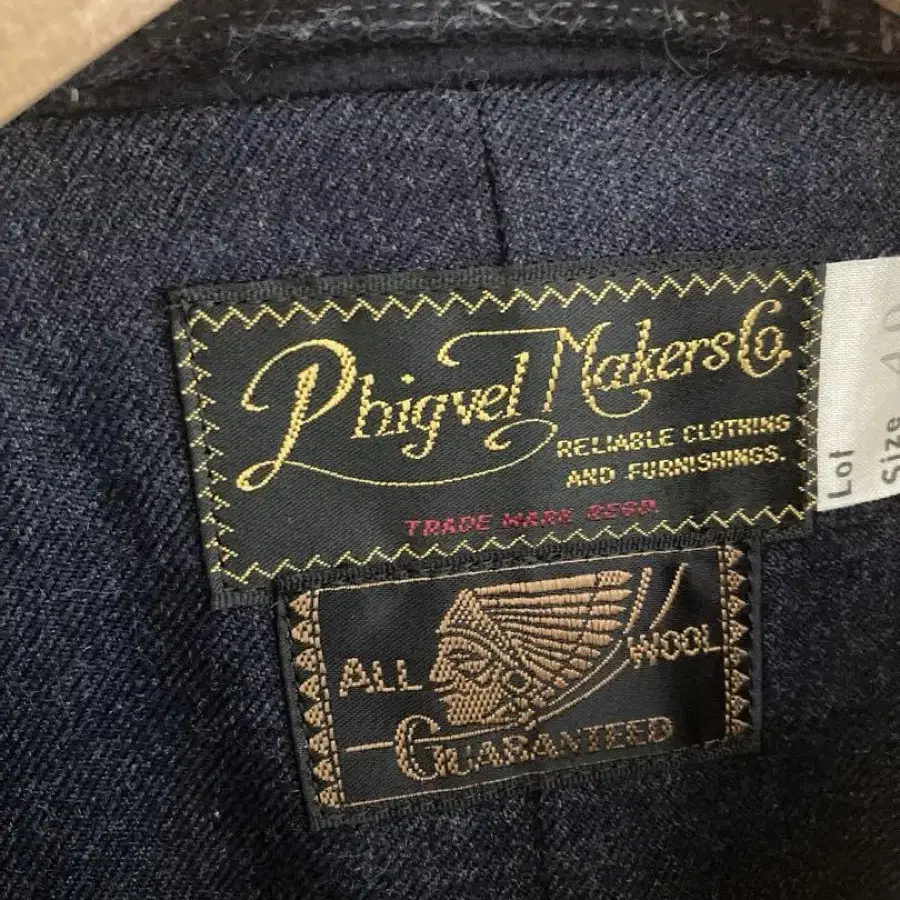 Phigvel Makers Co.
RELIABLE CLOTHING
AND FURNISHINGS.
TRADE MARK REGD.
ALL WOOL
GUARANTEED
Lot
Size